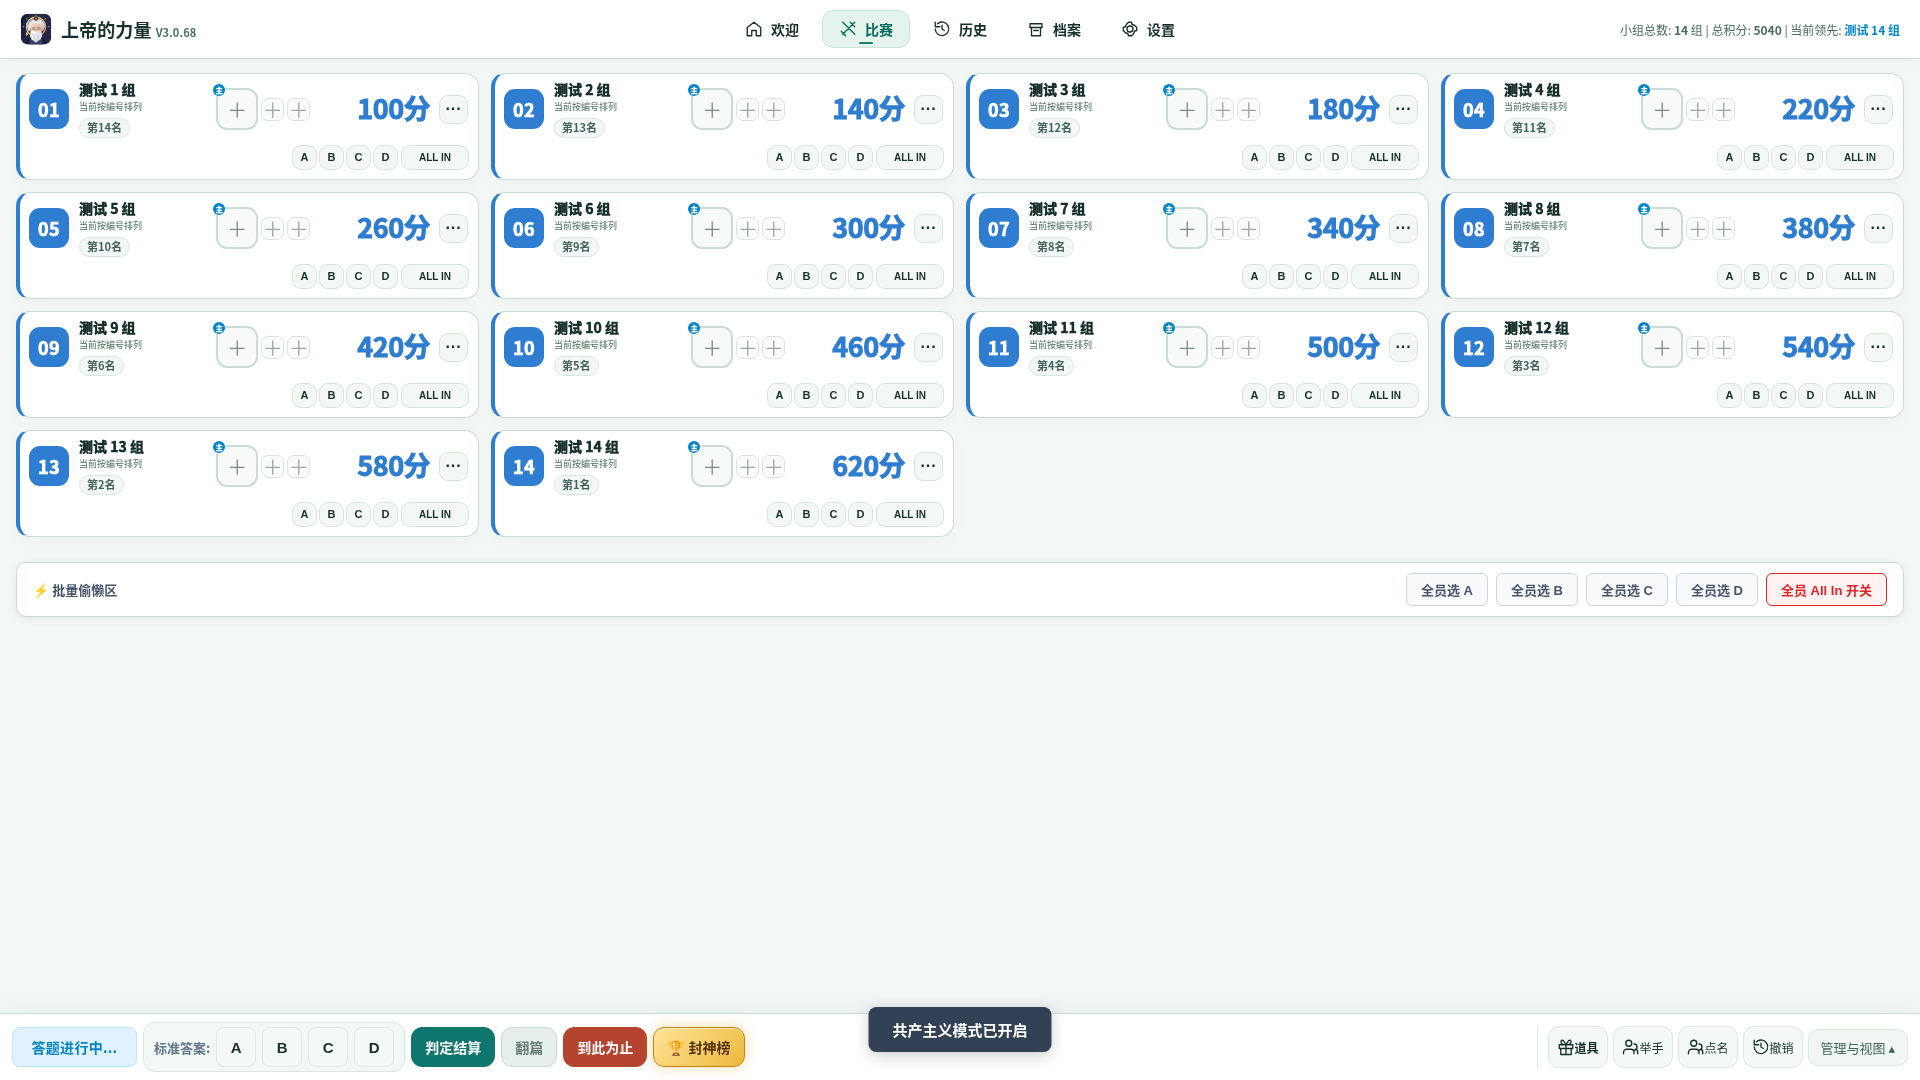 上帝的力量 V3.0.68
欢迎
比赛
历史
档案
设置
小组总数: 14 组 | 总积分: 5040 | 当前领先: 测试 14 组
01
测试 1 组
当前按编号排列
第14名
主
100分
...
A B C D ALL IN
02
测试 2 组
当前按编号排列
第13名
主
140分
...
A B C D ALL IN
03
测试 3 组
当前按编号排列
第12名
主
180分
...
A B C D ALL IN
04
测试 4 组
当前按编号排列
第11名
主
220分
...
A B C D ALL IN
05
测试 5 组
当前按编号排列
第10名
主
260分
...
A B C D ALL IN
06
测试 6 组
当前按编号排列
第9名
主
300分
...
A B C D ALL IN
07
测试 7 组
当前按编号排列
第8名
主
340分
...
A B C D ALL IN
08
测试 8 组
当前按编号排列
第7名
主
380分
...
A B C D ALL IN
09
测试 9 组
当前按编号排列
第6名
主
420分
...
A B C D ALL IN
10
测试 10 组
当前按编号排列
第5名
主
460分
...
A B C D ALL IN
11
测试 11 组
当前按编号排列
第4名
主
500分
...
A B C D ALL IN
12
测试 12 组
当前按编号排列
第3名
主
540分
...
A B C D ALL IN
13
测试 13 组
当前按编号排列
第2名
主
580分
...
A B C D ALL IN
14
测试 14 组
当前按编号排列
第1名
主
620分
...
A B C D ALL IN
⚡ 批量偷懒区
全员选 A
全员选 B
全员选 C
全员选 D
全员 All In 开关
共产主义模式已开启
答题进行中...
标准答案: A B C D
判定结算
翻篇
到此为止
🏆 封神榜
道具
举手
点名
撤销
管理与视图 ▴